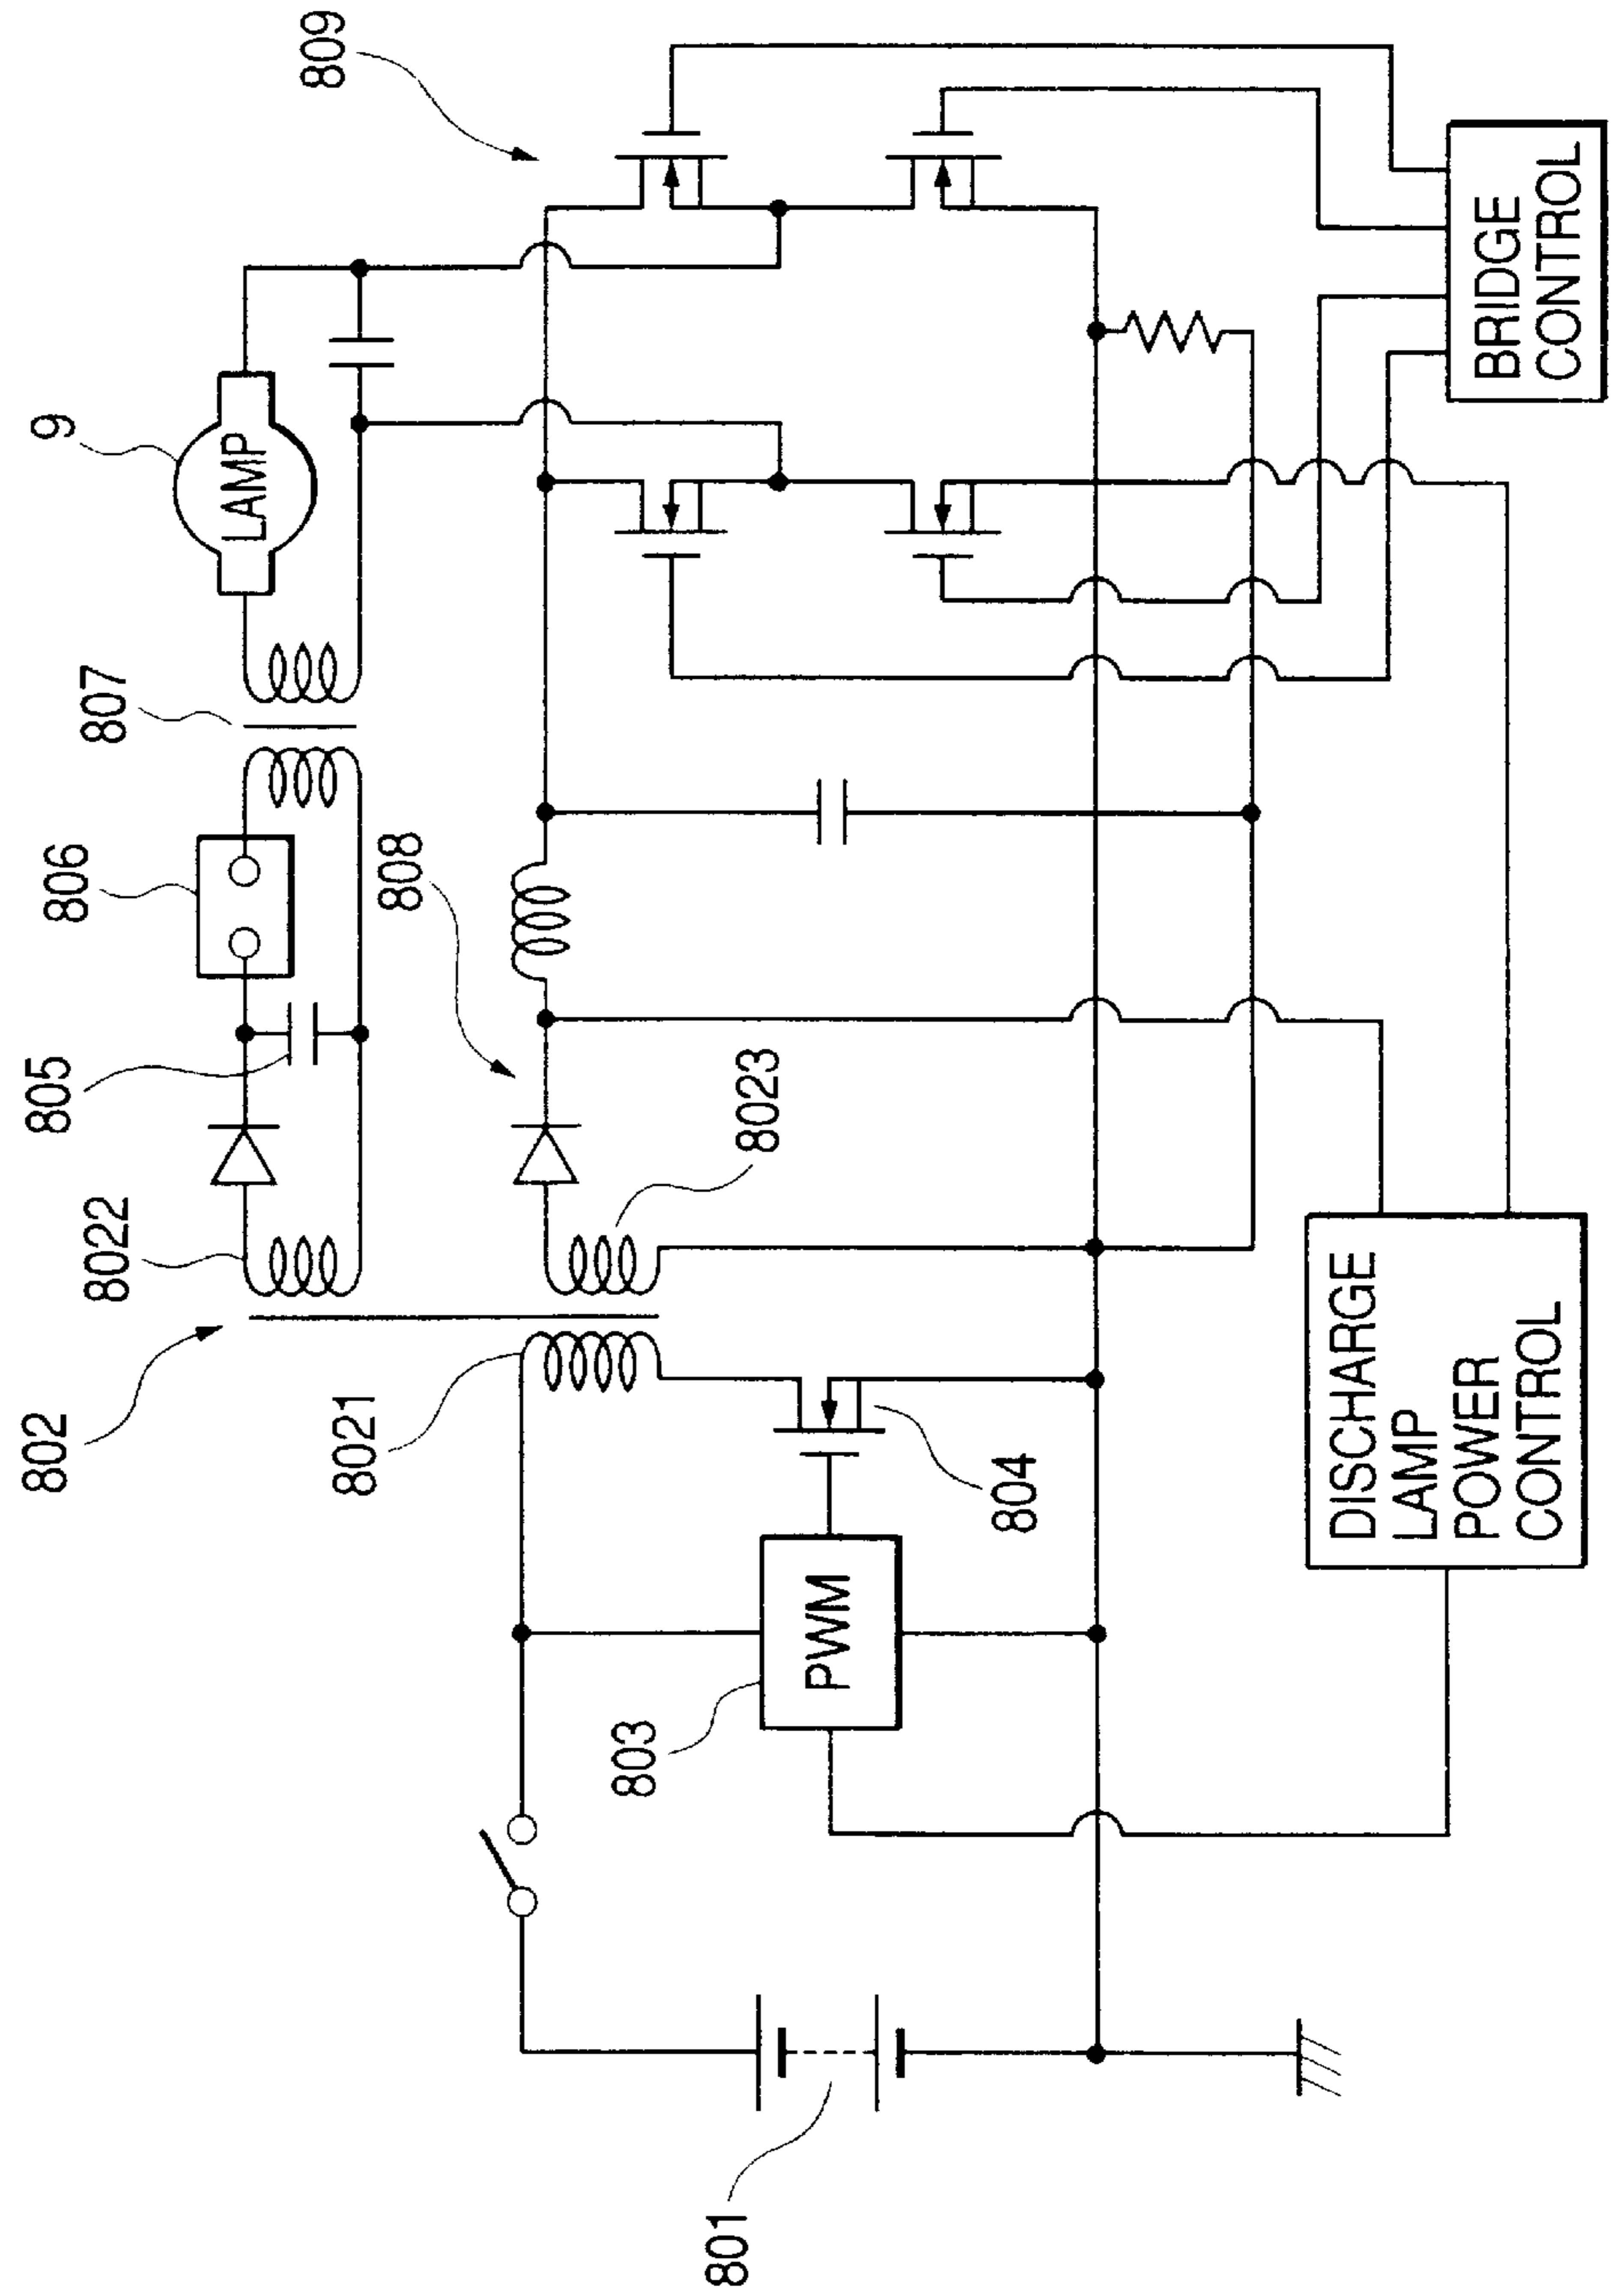 809
9
LAMP
807
806
808
805
8022
8023
802
8021
804
803
PWM
801
BRIDGE
CONTROL
DISCHARGE
LAMP
POWER
CONTROL